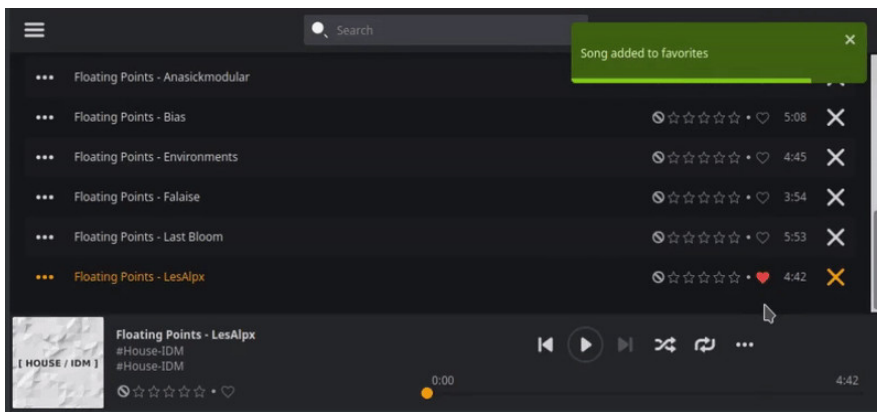 Search
Song added to favorites
Floating Points - Anasickmodular
Floating Points - Bias 5:08
Floating Points - Environments 4:45
Floating Points - Falaise 3:54
Floating Points - Last Bloom 5:53
Floating Points - LesAlpx 4:42
[ HOUSE / IDM ]
Floating Points - LesAlpx
#House-IDM
#House-IDM
0:00 4:42